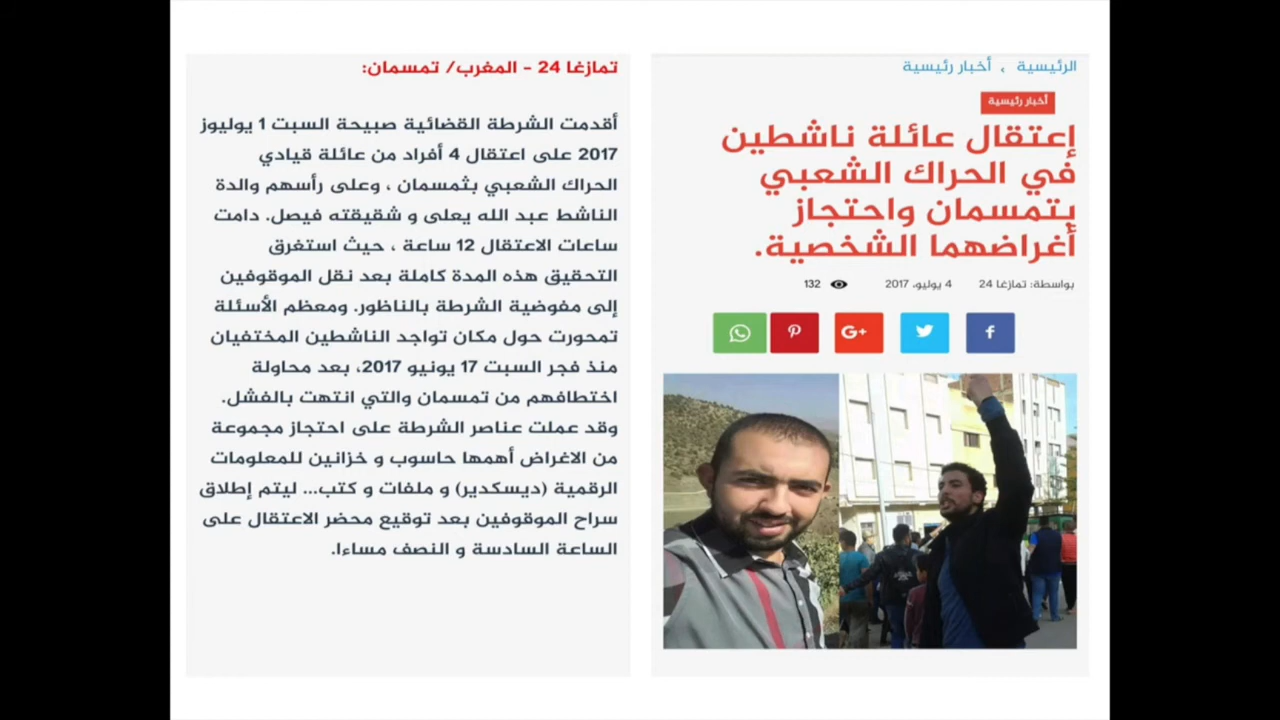 الرئيسية ، أخبار رئيسية
أخبار رئيسية
إعتقال عائلة ناشطين
في الحراك الشعبي
بتمسمان واحتجاز
أغراضهما الشخصية.
بواسطة: تمازغا 24 4 يوليو، 2017 132
تمازغا 24 - المغرب/ تمسمان:
أقدمت الشرطة القضائية صبيحة السبت 1 يوليوز
2017 على اعتقال 4 أفراد من عائلة قيادي
الحراك الشعبي بثمسمان ، وعلى رأسهم والدة
الناشط عبد الله يعلى و شقيقته فيصل. دامت
ساعات الاعتقال 12 ساعة ، حيث استغرق
التحقيق هذه المدة كاملة بعد نقل الموقوفين
إلى مفوضية الشرطة بالناظور. ومعظم الأسئلة
تمحورت حول مكان تواجد الناشطين المختفيان
منذ فجر السبت 17 يونيو 2017، بعد محاولة
اختطافهم من تمسمان والتي انتهت بالفشل.
وقد عملت عناصر الشرطة على احتجاز مجموعة
من الاغراض أهمها حاسوب و خزانين للمعلومات
الرقمية (ديسكدير) و ملفات و كتب... ليتم إطلاق
سراح الموقوفين بعد توقيع محضر الاعتقال على
الساعة السادسة و النصف مساءا.